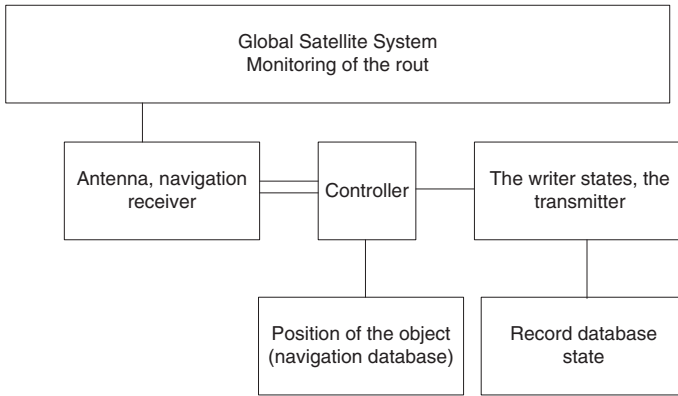 Global Satellite System
Monitoring of the rout
Antenna, navigation
receiver
Controller
The writer states, the
transmitter
Position of the object
(navigation database)
Record database
state